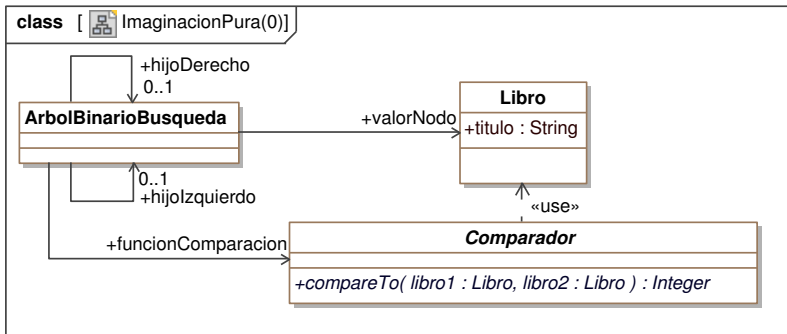 class [ ImaginacionPura(0)]
+hijoDerecho
0..1
ArbolBinarioBusqueda
+valorNodo
Libro
+titulo : String
0..1
+hijoIzquierdo
«use»
+funcionComparacion
Comparador
+compareTo( libro1 : Libro, libro2 : Libro ) : Integer